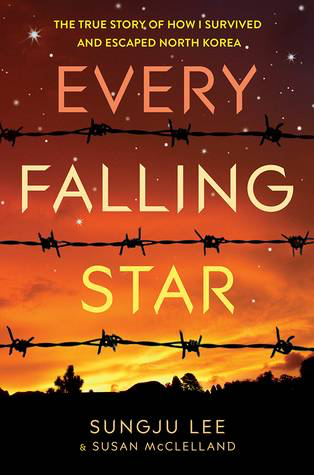 THE TRUE STORY OF HOW I SURVIVED
AND ESCAPED NORTH KOREA
EVERY
FALLING
STAR
SUNGJU LEE
& SUSAN McCLELLAND